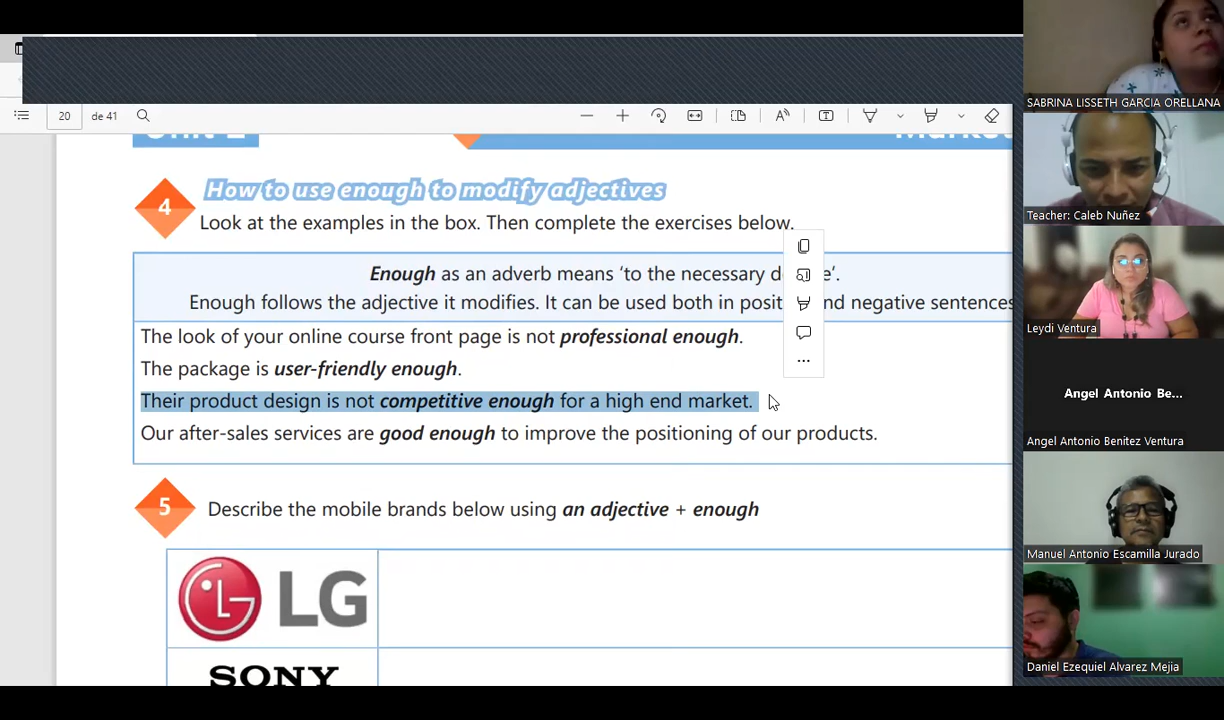 20 de 41
Unit 2
4
How to use enough to modify adjectives
Look at the examples in the box. Then complete the exercises below.
Enough as an adverb means ‘to the necessary d e’.
Enough follows the adjective it modifies. It can be used both in posit nd negative sentences
The look of your online course front page is not professional enough.
The package is user-friendly enough.
Their product design is not competitive enough for a high end market.
Our after-sales services are good enough to improve the positioning of our products.
5
Describe the mobile brands below using an adjective + enough
LG
SONY
SABRINA LISSETH GARCIA ORELLANA
Teacher: Caleb Nuñez
Leydi Ventura
Angel Antonio Be...
Angel Antonio Benitez Ventura
Manuel Antonio Escamilla Jurado
Daniel Ezequiel Alvarez Mejia